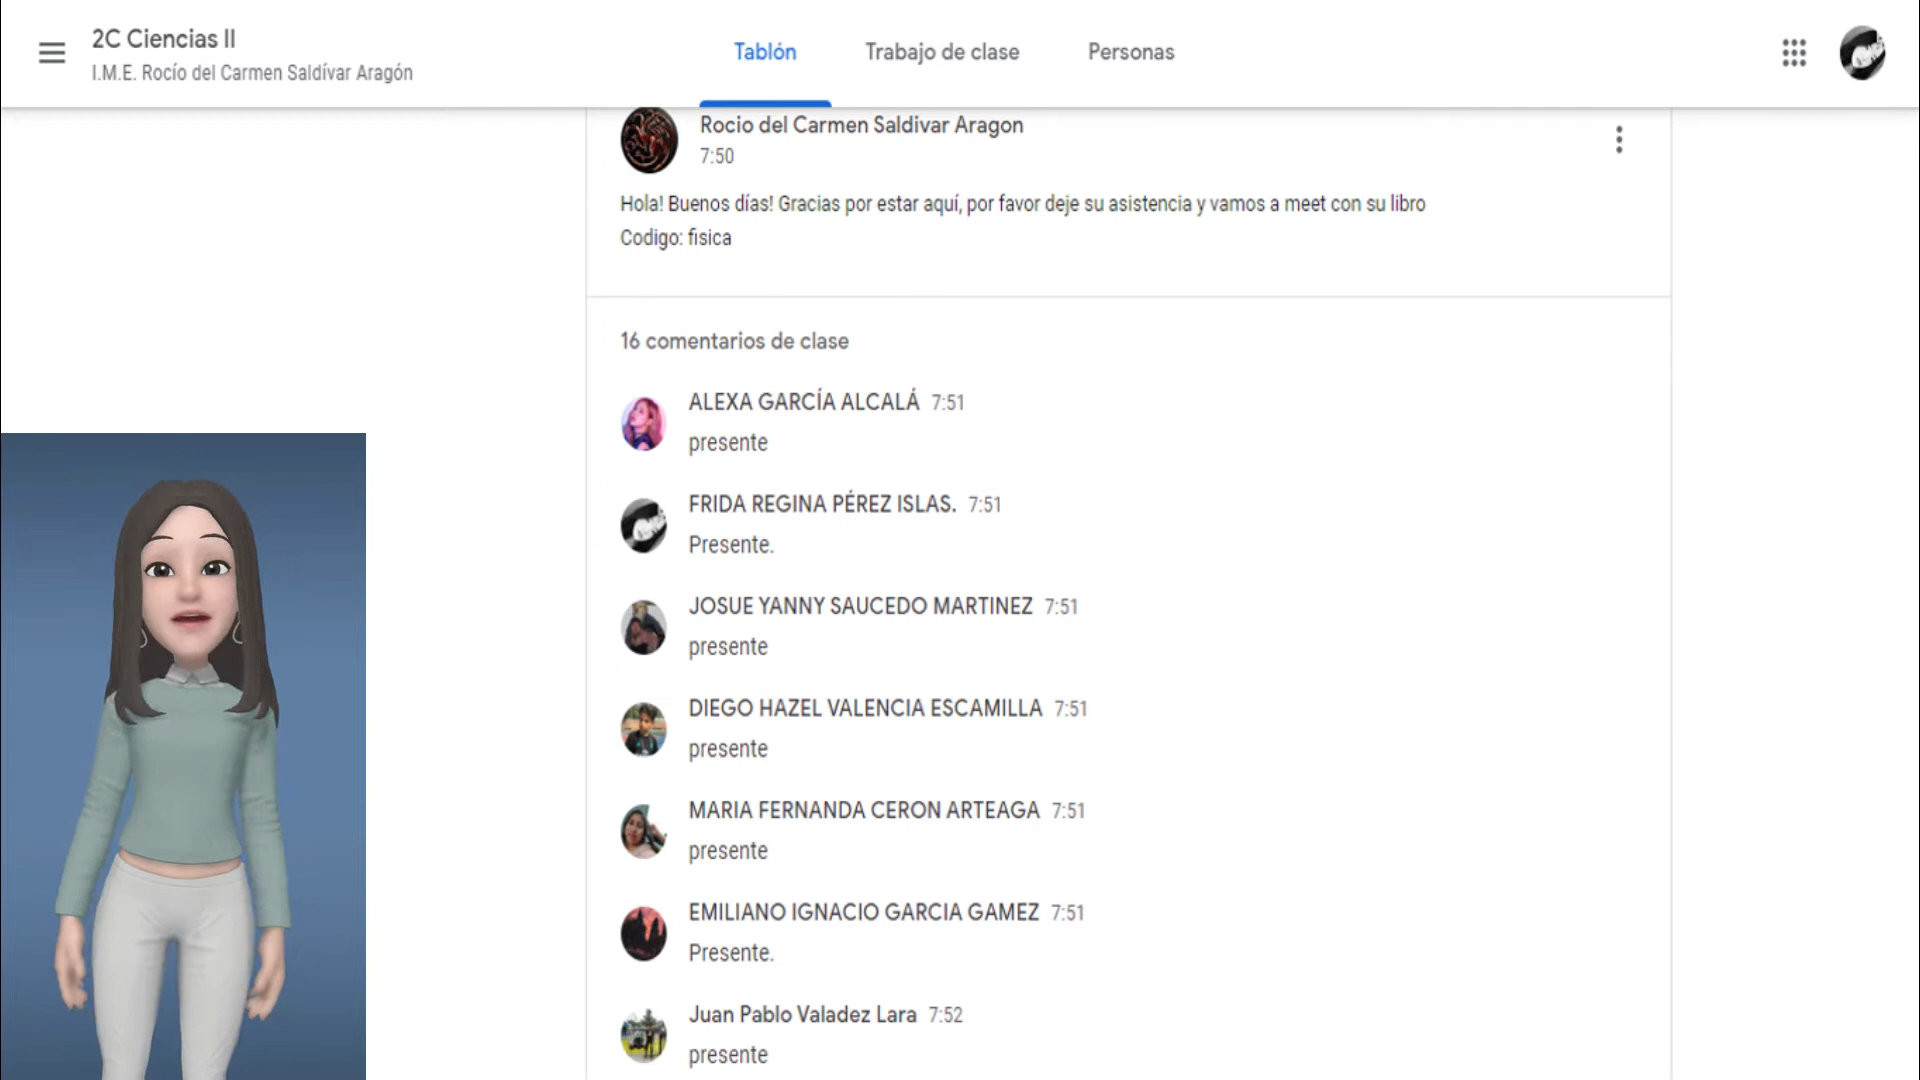 2C Ciencias II
I.M.E. Rocío del Carmen Saldívar Aragón
Tablón
Trabajo de clase
Personas
Rocio del Carmen Saldivar Aragon
7:50
Hola! Buenos días! Gracias por estar aquí, por favor deje su asistencia y vamos a meet con su libro
Codigo: fisica
16 comentarios de clase
ALEXA GARCÍA ALCALÁ 7:51
presente
FRIDA REGINA PÉREZ ISLAS. 7:51
Presente.
JOSUE YANNY SAUCEDO MARTINEZ 7:51
presente
DIEGO HAZEL VALENCIA ESCAMILLA 7:51
presente
MARIA FERNANDA CERON ARTEAGA 7:51
presente
EMILIANO IGNACIO GARCIA GAMEZ 7:51
Presente.
Juan Pablo Valadez Lara 7:52
presente